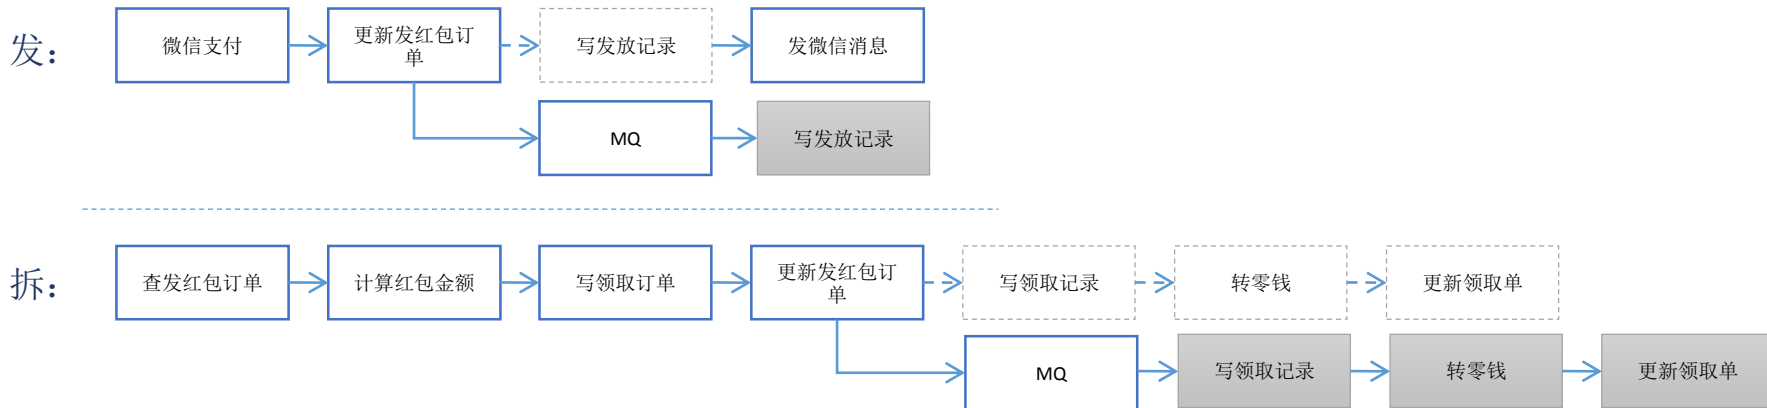 发：
微信支付
更新发红包订
单
写发放记录
发微信消息
MQ
写发放记录
拆：
查发红包订单
计算红包金额
写领取订单
更新发红包订
单
写领取记录
转零钱
更新领取单
MQ
写领取记录
转零钱
更新领取单